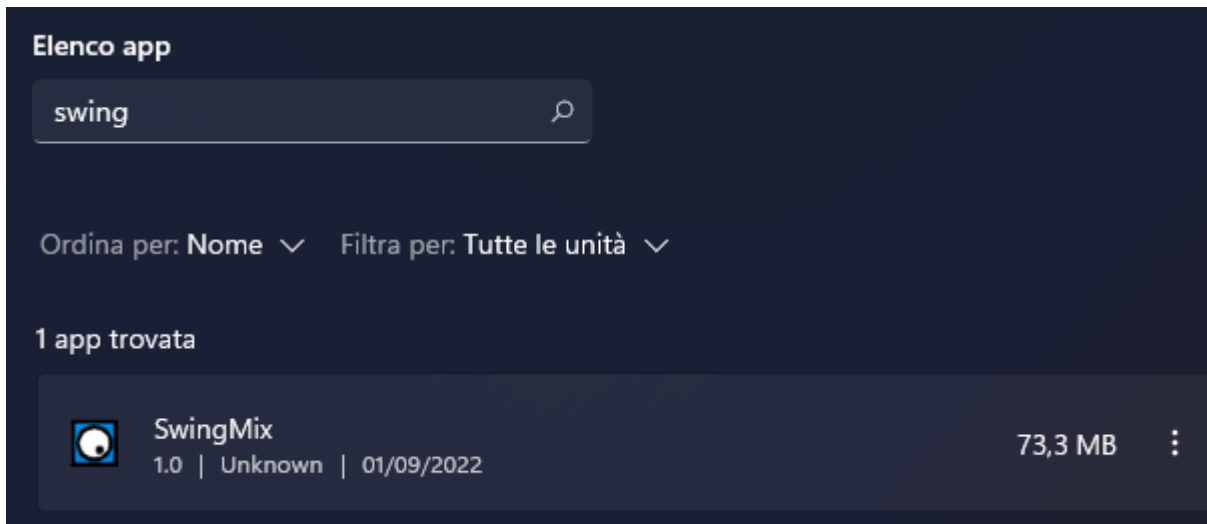 Elenco app
swing
Ordina per: Nome Filtra per: Tutte le unità
1 app trovata
SwingMix
73,3 MB
1.0 | Unknown | 01/09/2022